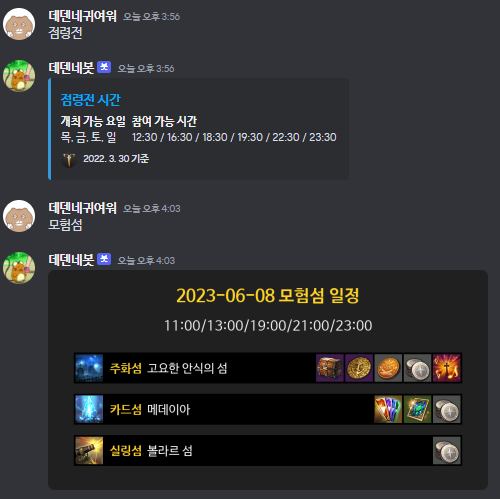 데덴네귀여워 오늘 오후 3:56
점령전
데덴네봇 봇 오늘 오후 3:56
점령전 시간
개최 가능 요일 참여 가능 시간
목, 금, 토, 일 12:30 / 16:30 / 18:30 / 19:30 / 22:30 / 23:30
2022. 3. 30 기준
데덴네귀여워 오늘 오후 4:03
모험섬
데덴네봇 봇 오늘 오후 4:03
2023-06-08 모험섬 일정
11:00/13:00/19:00/21:00/23:00
주화섬 고요한 안식의 섬
카드섬 메데이아
실링섬 볼라르 섬